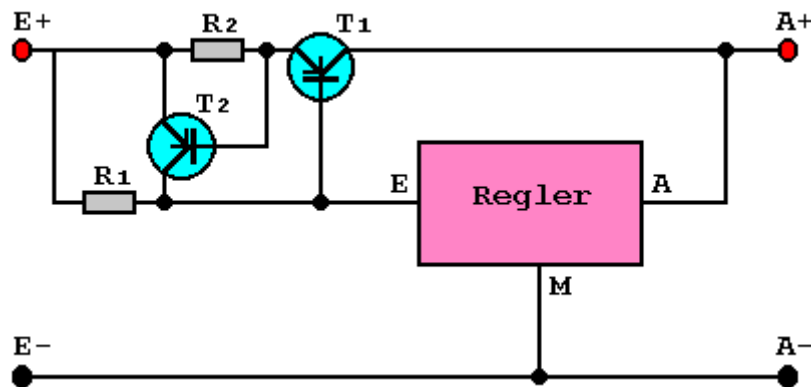 E+
R2
T1
A+
T2
R1
E
Regler
A
M
E-
A-